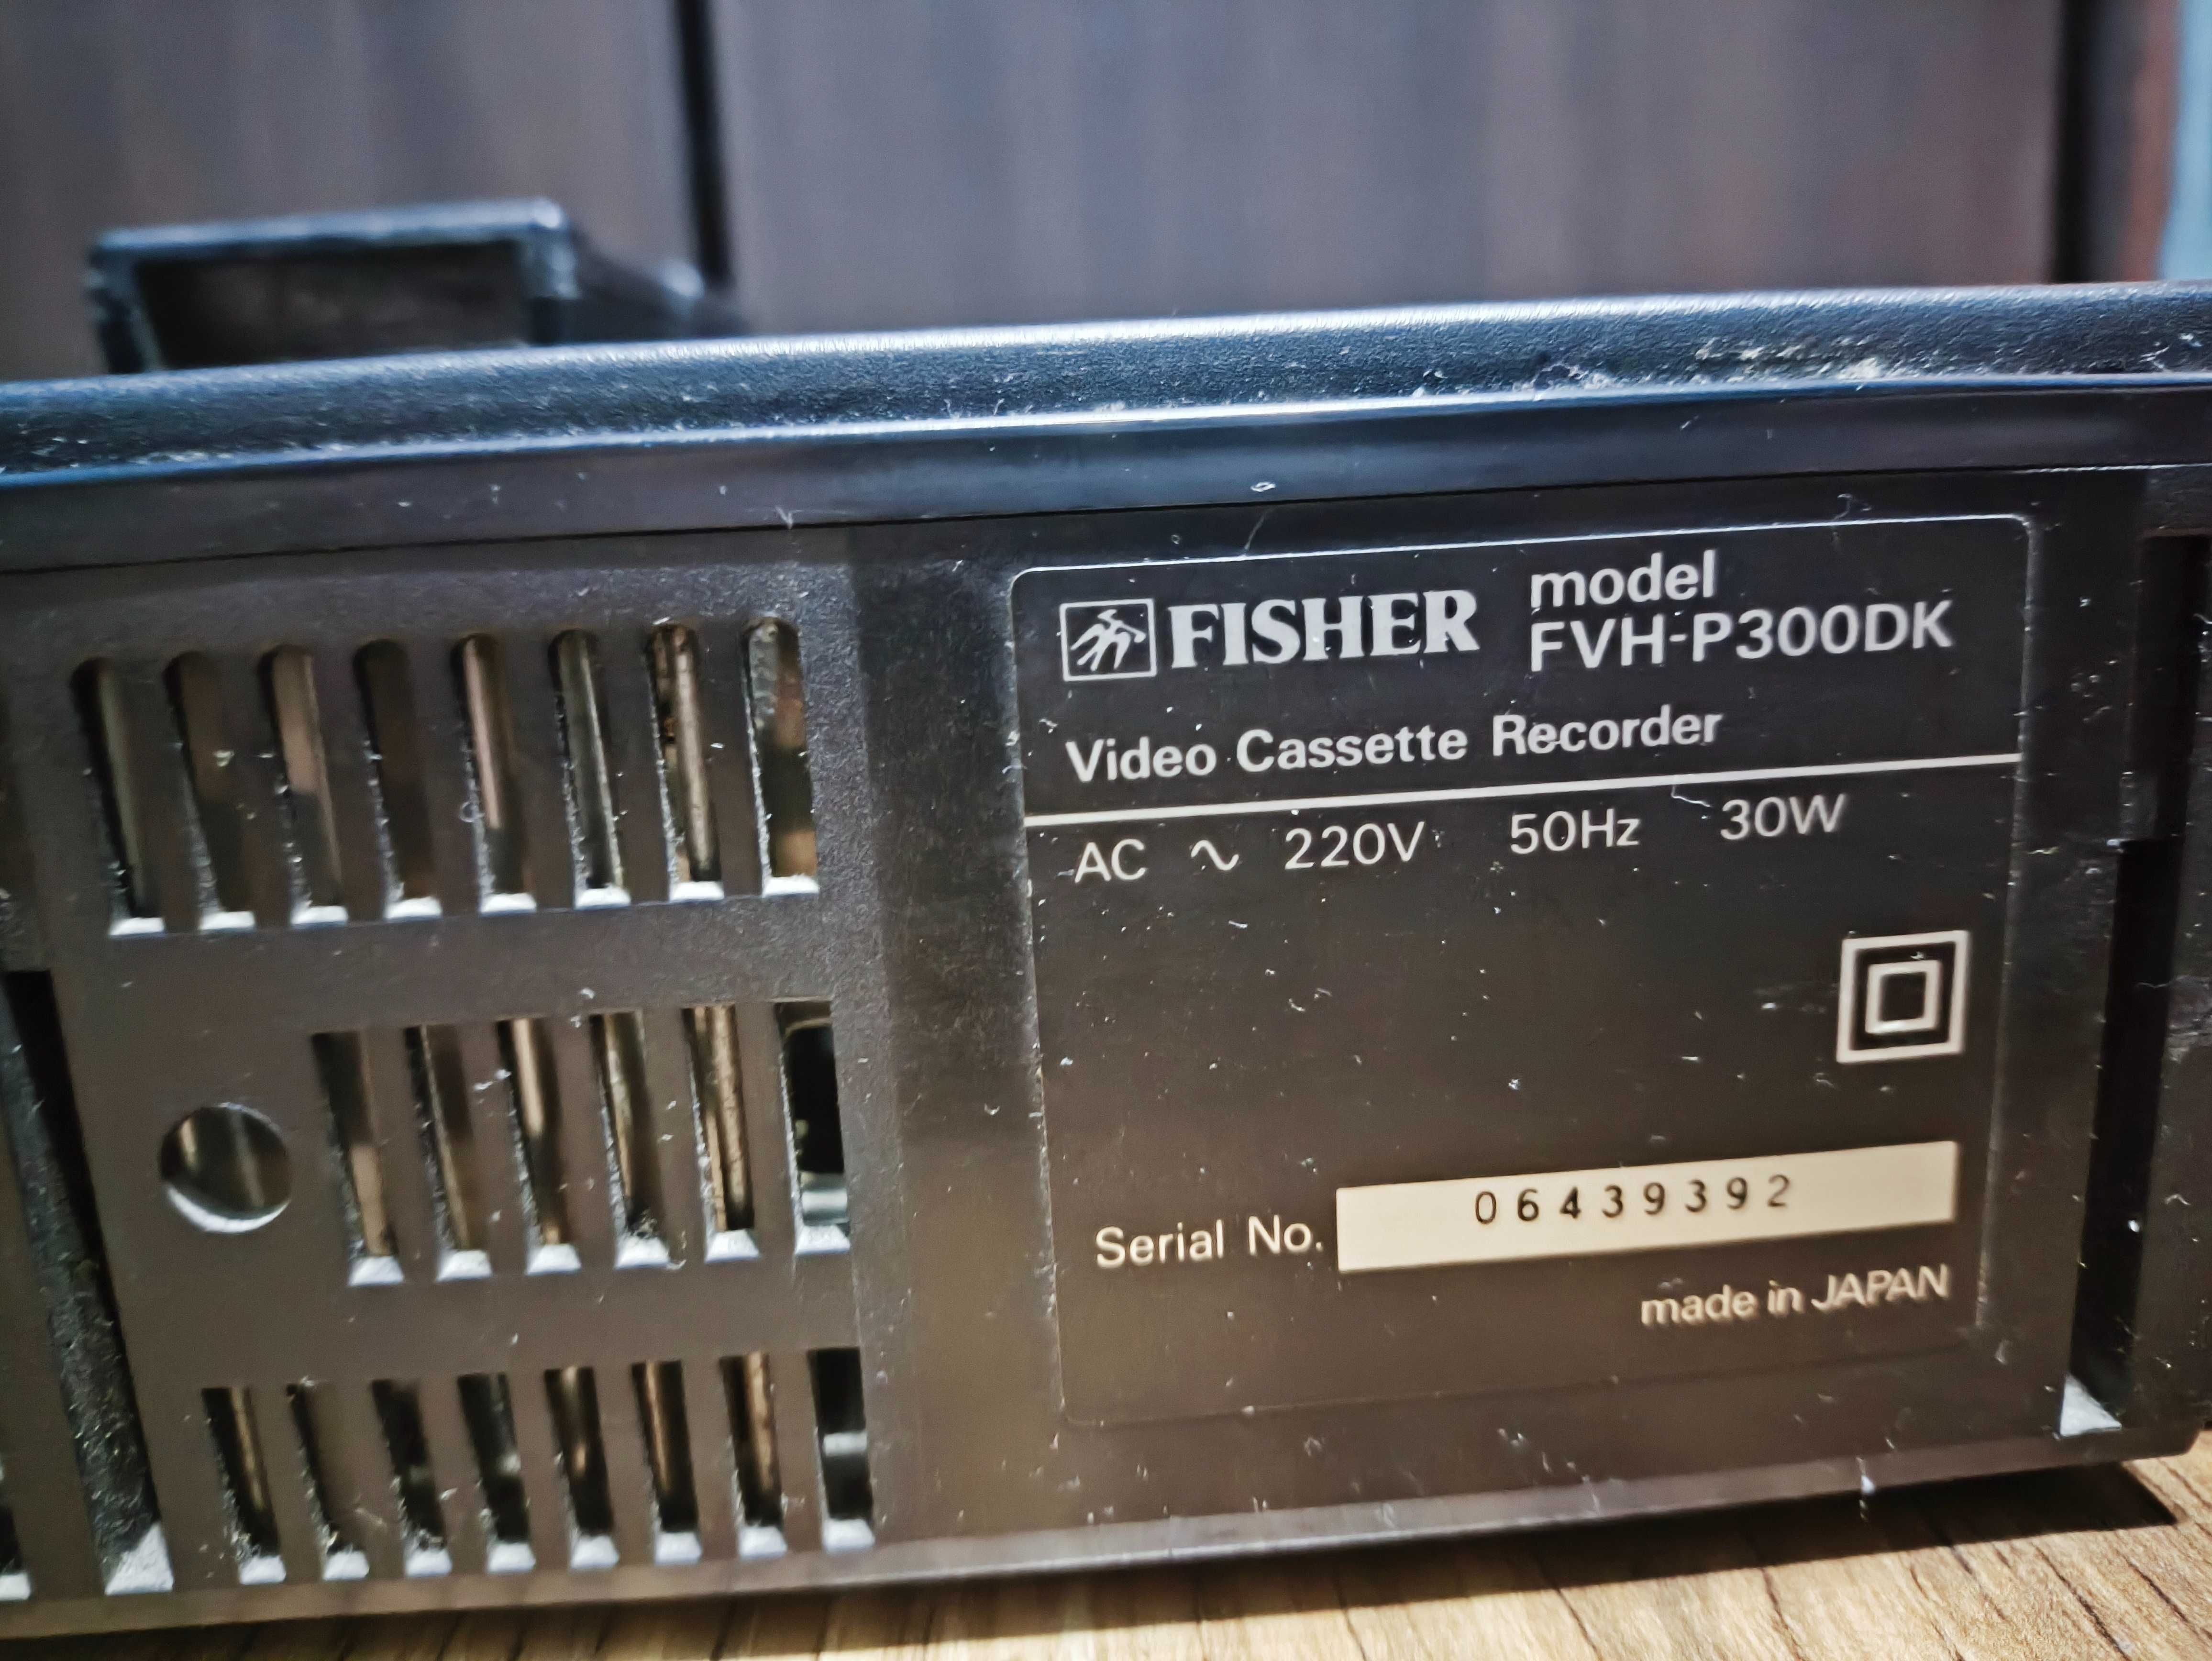 FISHER model
FVH-P300DK
Video Cassette Recorder
AC ∿ 220V 50Hz 30W
Serial No. 06439392
made in JAPAN